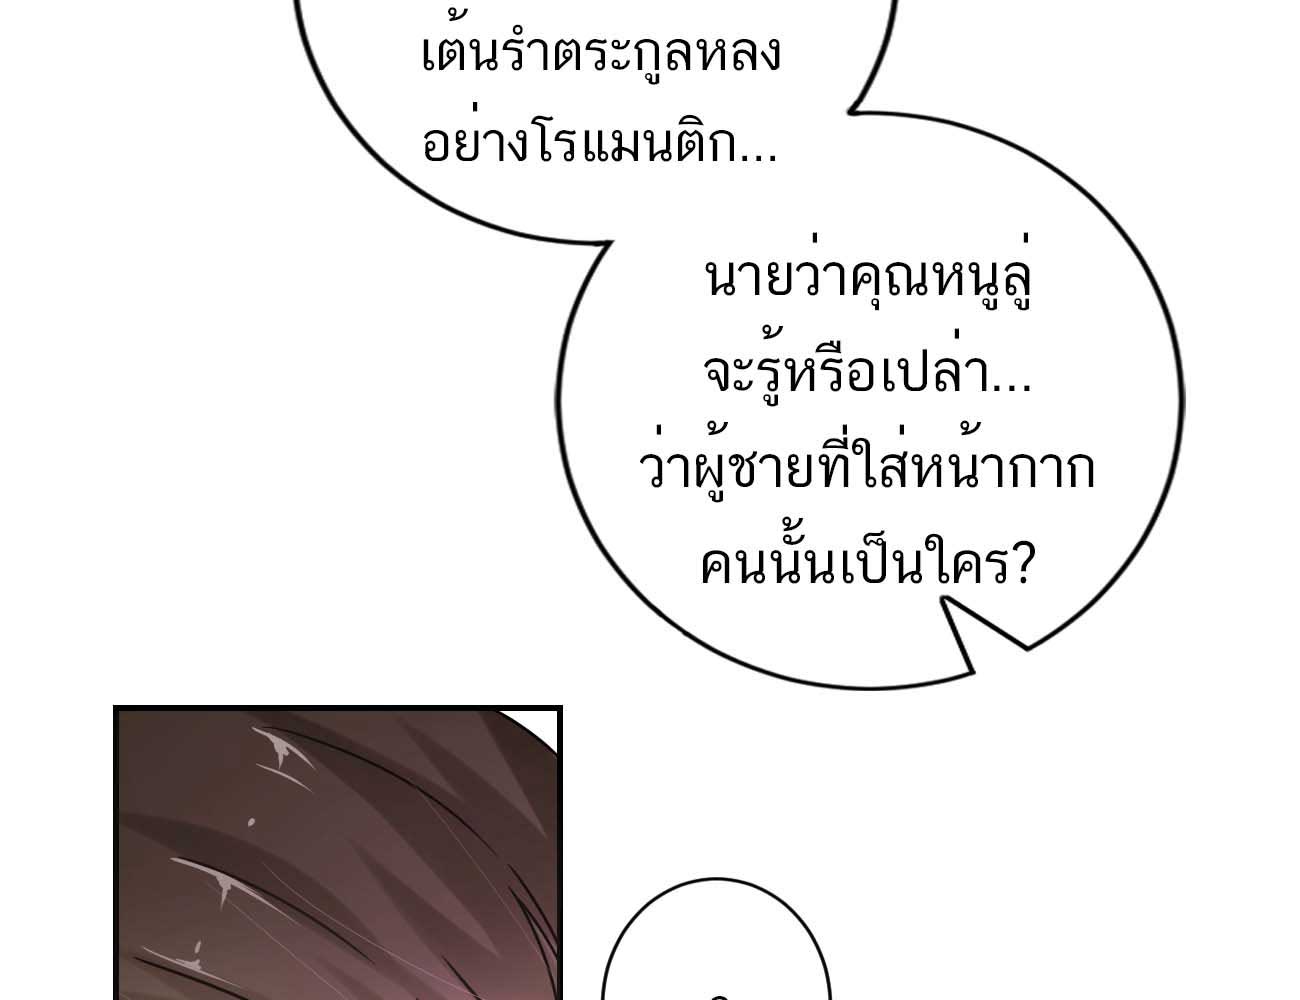 เต้นรำตระกูลหลง
อย่างโรแมนติก...
นายว่าคุณหนูลู่
จะรู้หรือเปล่า...
ว่าผู้ชายที่ใส่หน้ากาก
คนนั้นเป็นใคร?